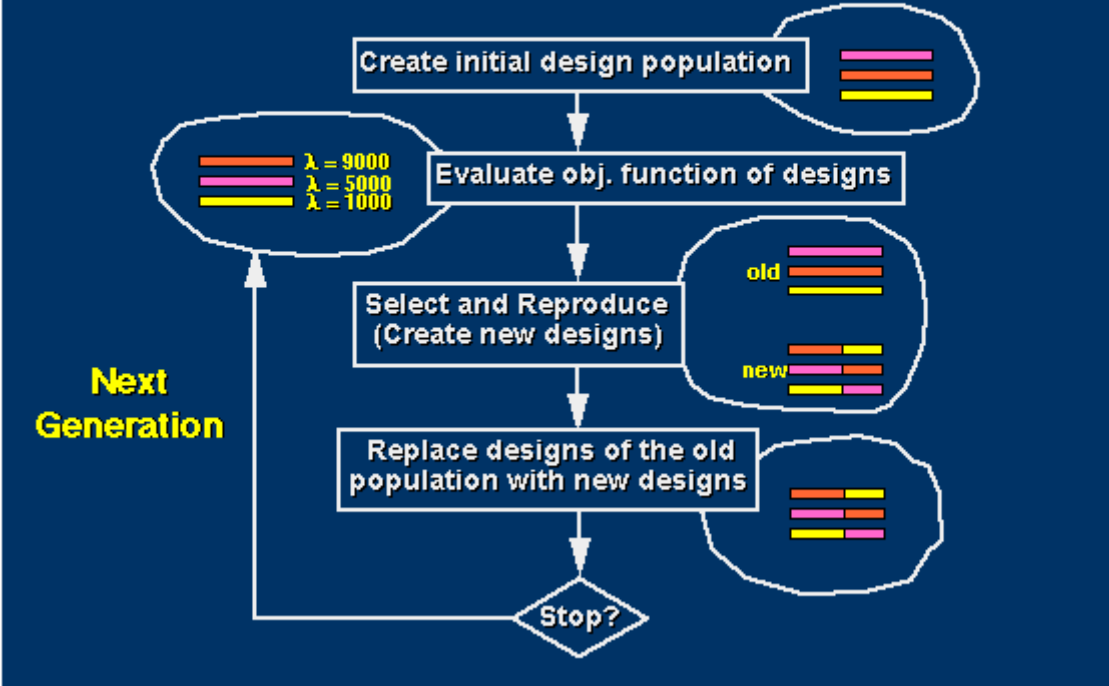 Create initial design population
λ = 9000
λ = 5000
λ = 1000
Evaluate obj. function of designs
old
Select and Reproduce
(Create new designs)
new
Next
Generation
Replace designs of the old
population with new designs
Stop?